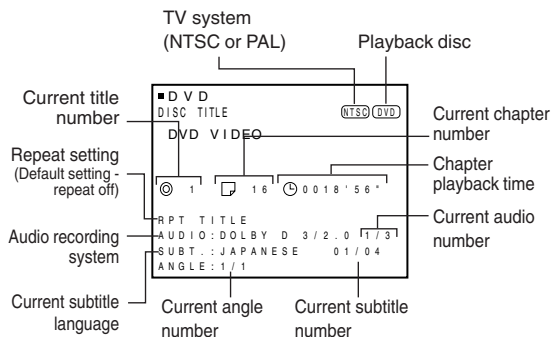 TV system
(NTSC or PAL)
Playback disc
■DVD
DISC TITLE
NTSC DVD
DVD VIDEO
Current title
number
Current chapter
number
Repeat setting
(Default setting -
repeat off)
Chapter
playback time
1 16 0018'56"
RPT TITLE
AUDIO:DOLBY D 3/2.0 1/3
SUBT.:JAPANESE 01/04
ANGLE:1/1
Current audio
number
Audio recording
system
Current subtitle
language
Current angle
number
Current subtitle
number